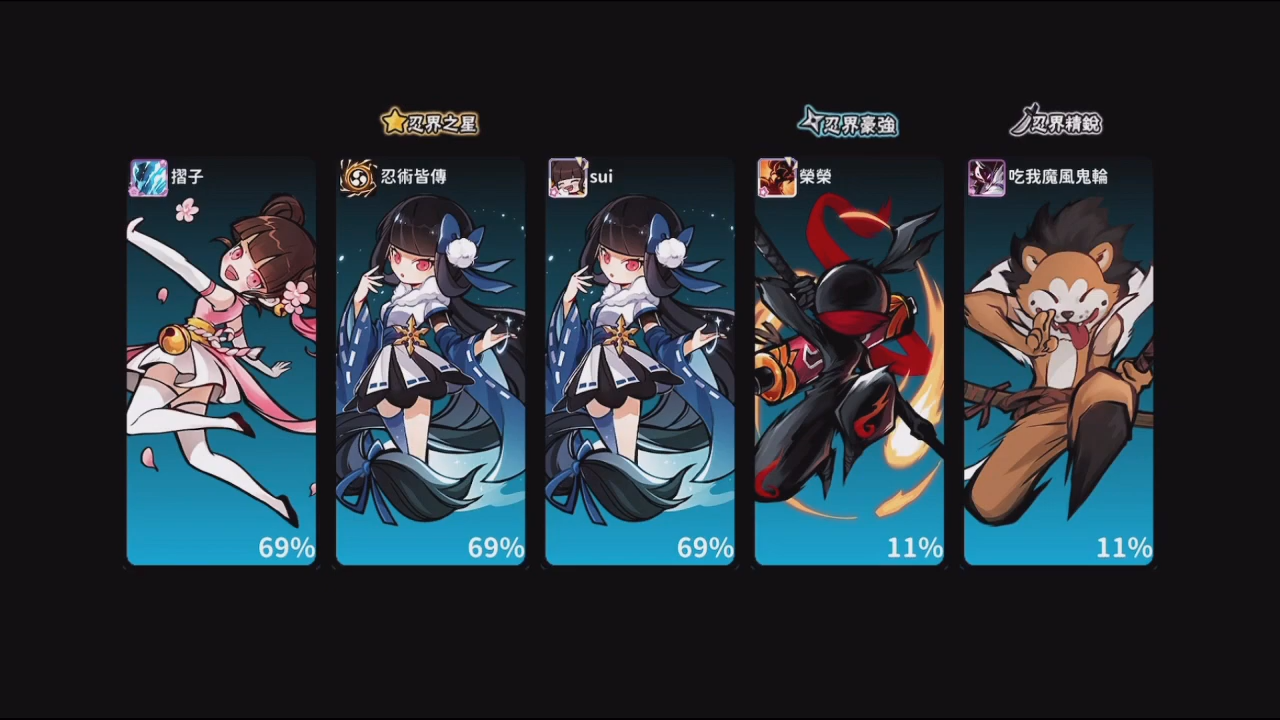 忍界之星
忍界豪強
忍界精銳
摺子
忍術皆傳
sui
榮榮
吃我魔風鬼輪
69%
69%
69%
11%
11%